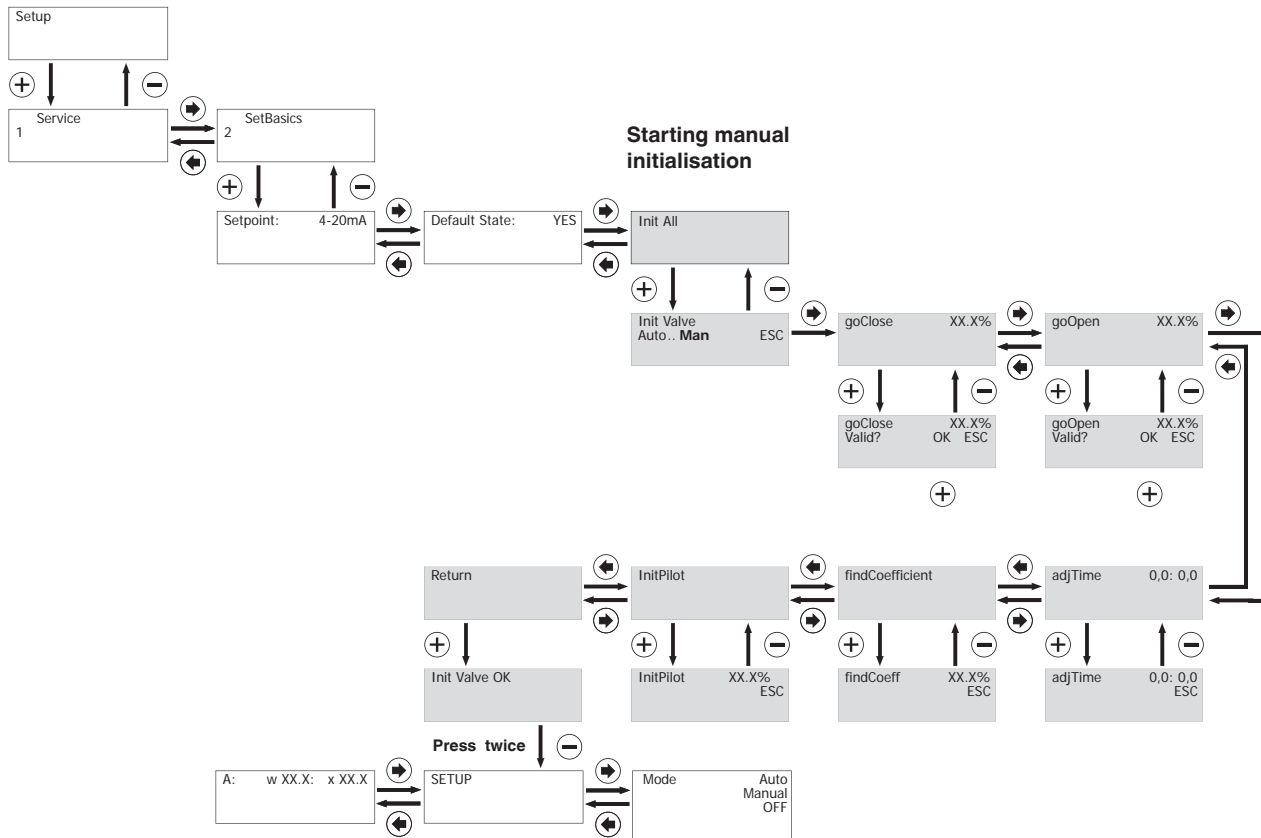 Setup
Service
1
SetBasics
2
Starting manual
initialisation
Setpoint: 4-20mA
Default State: YES
Init All
Init Valve
Auto.. Man ESC
goClose XX.X%
goOpen XX.X%
goClose XX.X%
Valid? OK ESC
goOpen XX.X%
Valid? OK ESC
Return
InitPilot
findCoefficient
adjTime 0,0: 0,0
Init Valve OK
InitPilot XX.X%
ESC
findCoeff XX.X%
ESC
adjTime 0,0: 0,0
ESC
Press twice
A: w XX.X: x XX.X
SETUP
Mode Auto
Manual
OFF